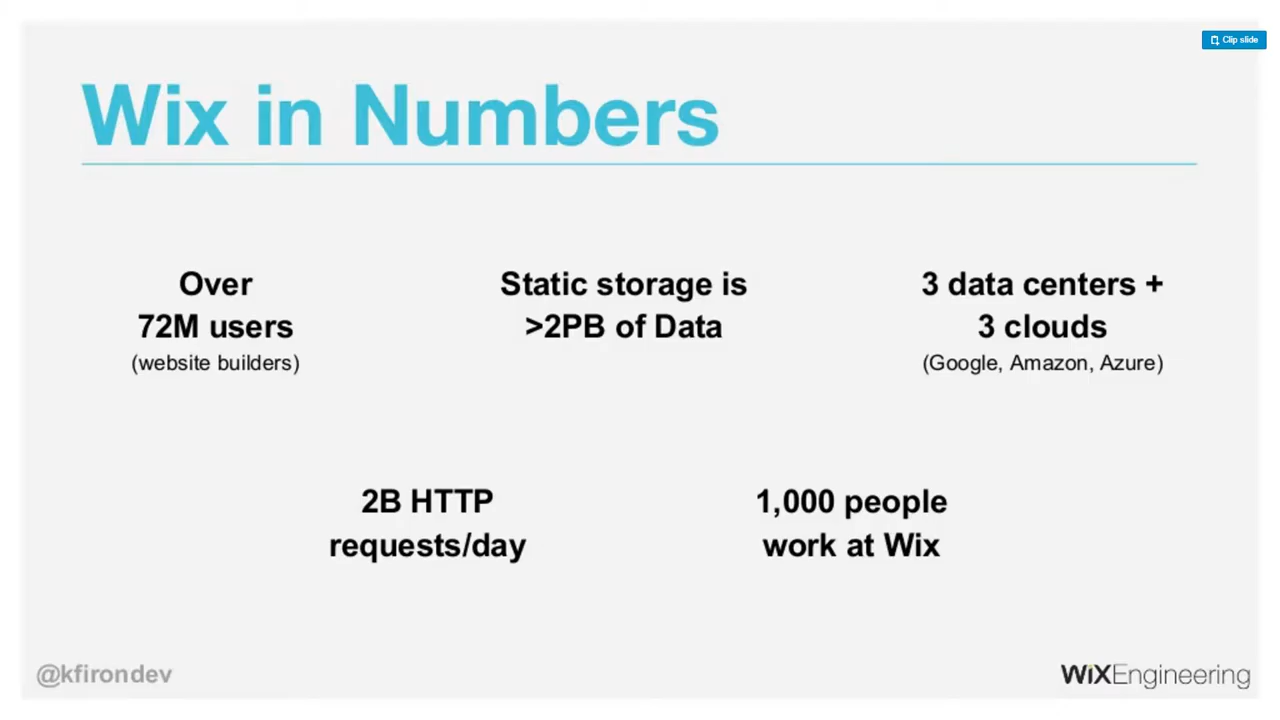 Clip slide
Wix in Numbers
Over
72M users
(website builders)
Static storage is
>2PB of Data
3 data centers +
3 clouds
(Google, Amazon, Azure)
2B HTTP
requests/day
1,000 people
work at Wix
@kfirondev
WiXEngineering